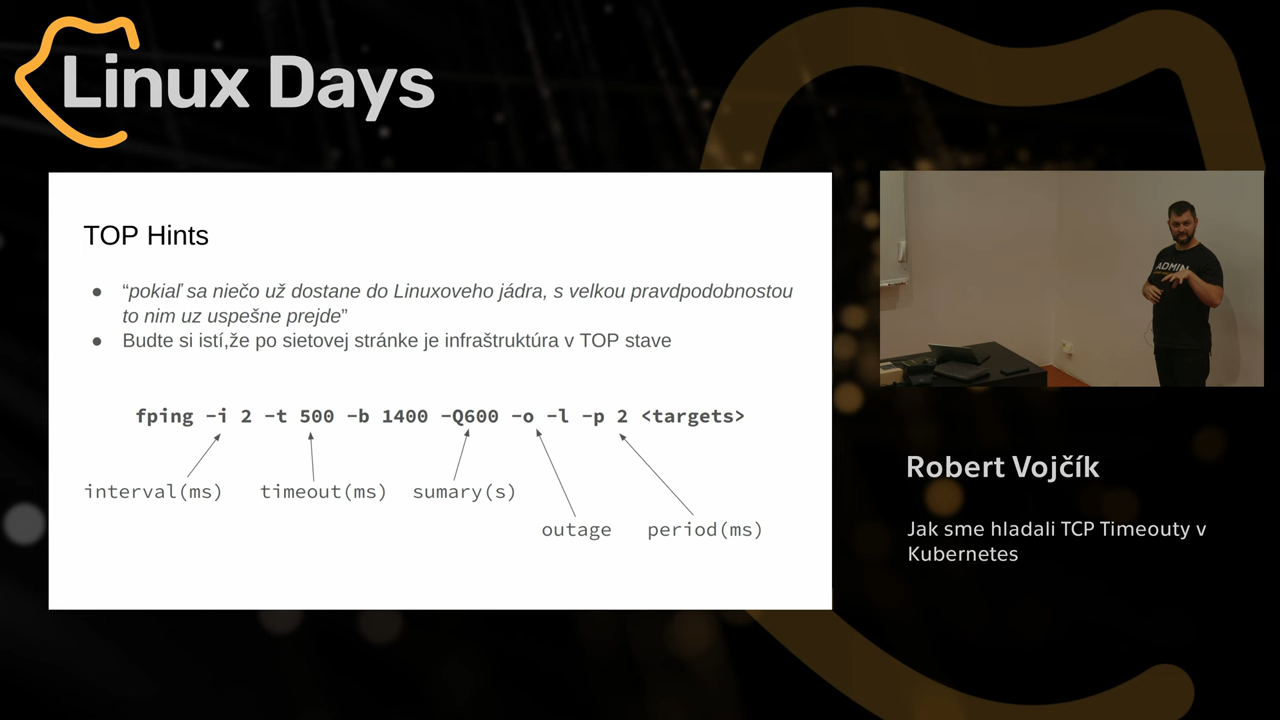 Linux Days
TOP Hints
● “pokiaľ sa niečo už dostane do Linuxoveho jádra, s velkou pravdpodobnostou
to nim uz uspešne prejde”
● Budte si istí,že po sietovej stránke je infraštruktúra v TOP stave
fping -i 2 -t 500 -b 1400 -Q600 -o -l -p 2 <targets>
interval(ms) timeout(ms) sumary(s)
outage period(ms)
ADMIN
Robert Vojčík
Jak sme hladali TCP Timeouty v
Kubernetes